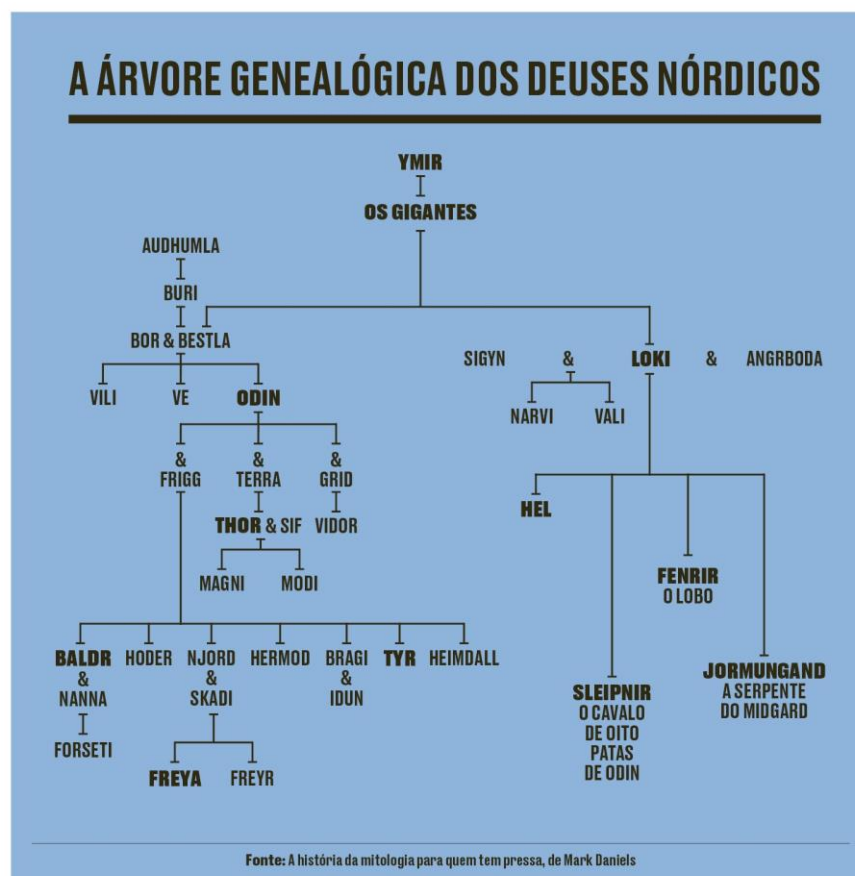 A ÁRVORE GENEALÓGICA DOS DEUSES NÓRDICOS
YMIR
OS GIGANTES
AUDHUMLA
BURI
BOR & BESTLA
VILI
VE
ODIN
&
FRIGG
&
TERRA
&
GRID
THOR & SIF
VIDOR
MAGNI
MODI
BALDR
&
NANNA
FORSETI
HODER
NJORD
&
SKADI
FREYA
FREYR
HERMOD
BRAGI
&
IDUN
TYR
HEIMDALL
SIGYN & LOKI & ANGRBODA
NARVI
VALI
HEL
SLEIPNIR
O CAVALO
DE OITO
PATAS
DE ODIN
FENRIR
O LOBO
JORMUNGAND
A SERPENTE
DO MIDGARD
Fonte: A história da mitologia para quem tem pressa, de Mark Daniels